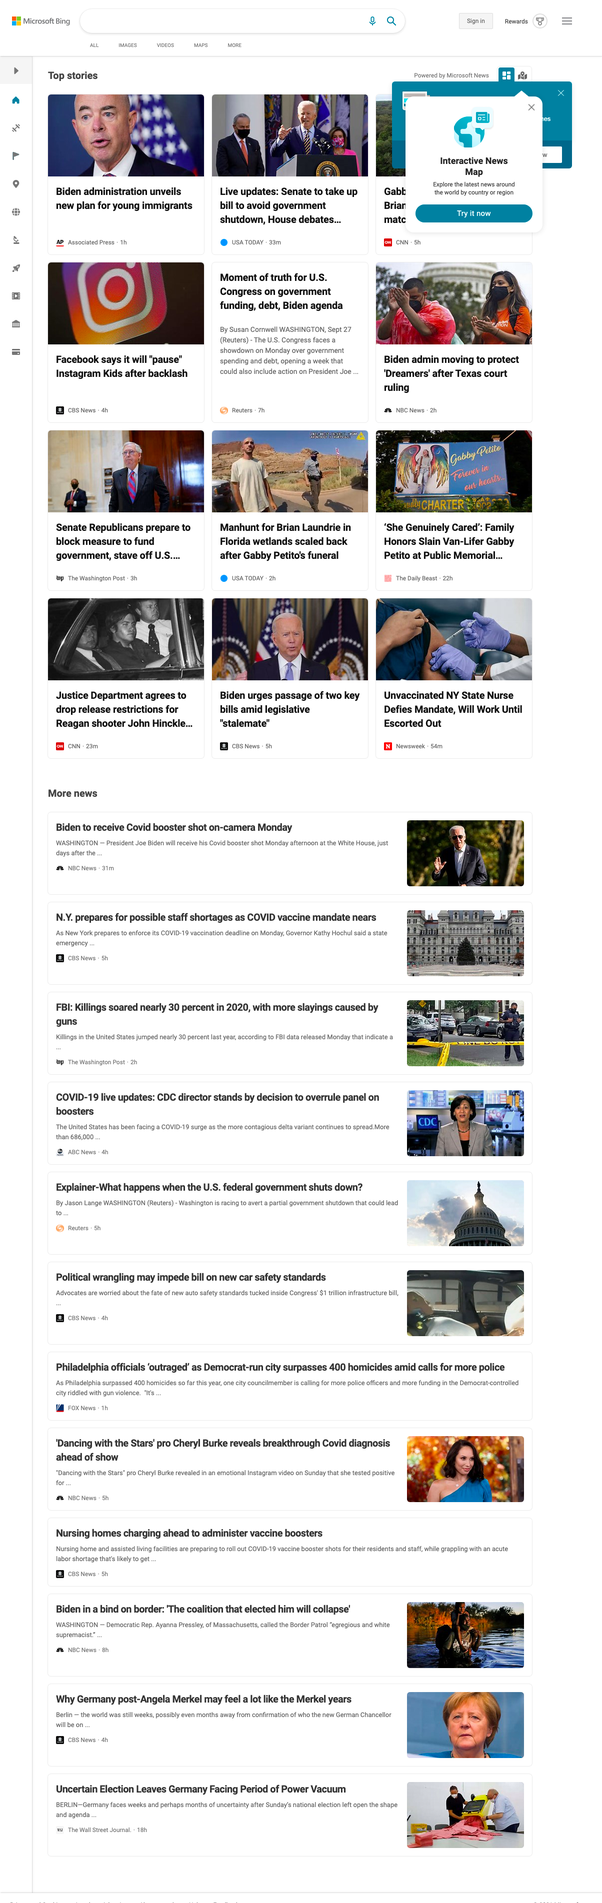 Microsoft Bing
Sign in
Rewards
ALL
IMAGES
VIDEOS
MAPS
MORE
Top stories
Powered by Microsoft News
Interactive News
Map
Explore the latest news around
the world by country or region
Try it now
Biden administration unveils
new plan for young immigrants
AP Associated Press · 1h
Live updates: Senate to take up
bill to avoid government
shutdown, House debates...
USA TODAY · 33m
Gabb
Brian
matc
CNN · 5h
Facebook says it will "pause"
Instagram Kids after backlash
CBS News · 4h
Moment of truth for U.S.
Congress on government
funding, debt, Biden agenda
By Susan Cornwell WASHINGTON, Sept 27
(Reuters) - The U.S. Congress faces a
showdown on Monday over government
spending and debt, opening a week that
could also include action on President Joe ...
Reuters · 7h
Biden admin moving to protect
'Dreamers' after Texas court
ruling
NBC News · 2h
Gabby Petito
Forever in
our hearts
CHARTER
Senate Republicans prepare to
block measure to fund
government, stave off U.S....
wp The Washington Post · 3h
Manhunt for Brian Laundrie in
Florida wetlands scaled back
after Gabby Petito's funeral
USA TODAY · 2h
'She Genuinely Cared': Family
Honors Slain Van-Lifer Gabby
Petito at Public Memorial...
The Daily Beast · 22h
Justice Department agrees to
drop release restrictions for
Reagan shooter John Hinckle...
CNN · 23m
Biden urges passage of two key
bills amid legislative
"stalemate"
CBS News · 5h
Unvaccinated NY State Nurse
Defies Mandate, Will Work Until
Escorted Out
N Newsweek · 54m
More news
Biden to receive Covid booster shot on-camera Monday
WASHINGTON — President Joe Biden will receive his Covid booster shot Monday afternoon at the White House, just
days after the ...
NBC News · 31m
N.Y. prepares for possible staff shortages as COVID vaccine mandate nears
As New York prepares to enforce its COVID-19 vaccination deadline on Monday, Governor Kathy Hochul said a state
emergency ...
CBS News · 5h
FBI: Killings soared nearly 30 percent in 2020, with more slayings caused by
guns
Killings in the United States jumped nearly 30 percent last year, according to FBI data released Monday that indicate a
...
wp The Washington Post · 2h
COVID-19 live updates: CDC director stands by decision to overrule panel on
boosters
The United States has been facing a COVID-19 surge as the more contagious delta variant continues to spread.More
than 686,000 ...
ABC News · 4h
CDC
Explainer-What happens when the U.S. federal government shuts down?
By Jason Lange WASHINGTON (Reuters) - Washington is racing to avert a partial government shutdown that could lead
to ...
Reuters · 5h
Political wrangling may impede bill on new car safety standards
Advocates are worried about the fate of new auto safety standards tucked inside Congress' $1 trillion infrastructure bill,
...
CBS News · 4h
Philadelphia officials 'outraged' as Democrat-run city surpasses 400 homicides amid calls for more police
As Philadelphia surpassed 400 homicides so far this year, one city councilmember is calling for more police officers and more funding in the Democrat-controlled
city riddled with gun violence. "It's ...
FOX News · 1h
'Dancing with the Stars' pro Cheryl Burke reveals breakthrough Covid diagnosis
ahead of show
"Dancing with the Stars" pro Cheryl Burke revealed in an emotional Instagram video on Sunday that she tested positive
for ...
NBC News · 5h
Nursing homes charging ahead to administer vaccine boosters
Nursing home and assisted living facilities are preparing to roll out COVID-19 vaccine booster shots for their residents and staff, while grappling with an acute
labor shortage that's likely to get ...
CBS News · 5h
Biden in a bind on border: 'The coalition that elected him will collapse'
WASHINGTON — Democratic Rep. Ayanna Pressley, of Massachusetts, called the Border Patrol "egregious and white
supremacist." ...
NBC News · 8h
Why Germany post-Angela Merkel may feel a lot like the Merkel years
Berlin — the world was still weeks, possibly even months away from confirmation of who the new German Chancellor
will be on ...
CBS News · 4h
Uncertain Election Leaves Germany Facing Period of Power Vacuum
BERLIN—Germany faces weeks and perhaps months of uncertainty after Sunday's national election left open the shape
and agenda ...
The Wall Street Journal. · 18h